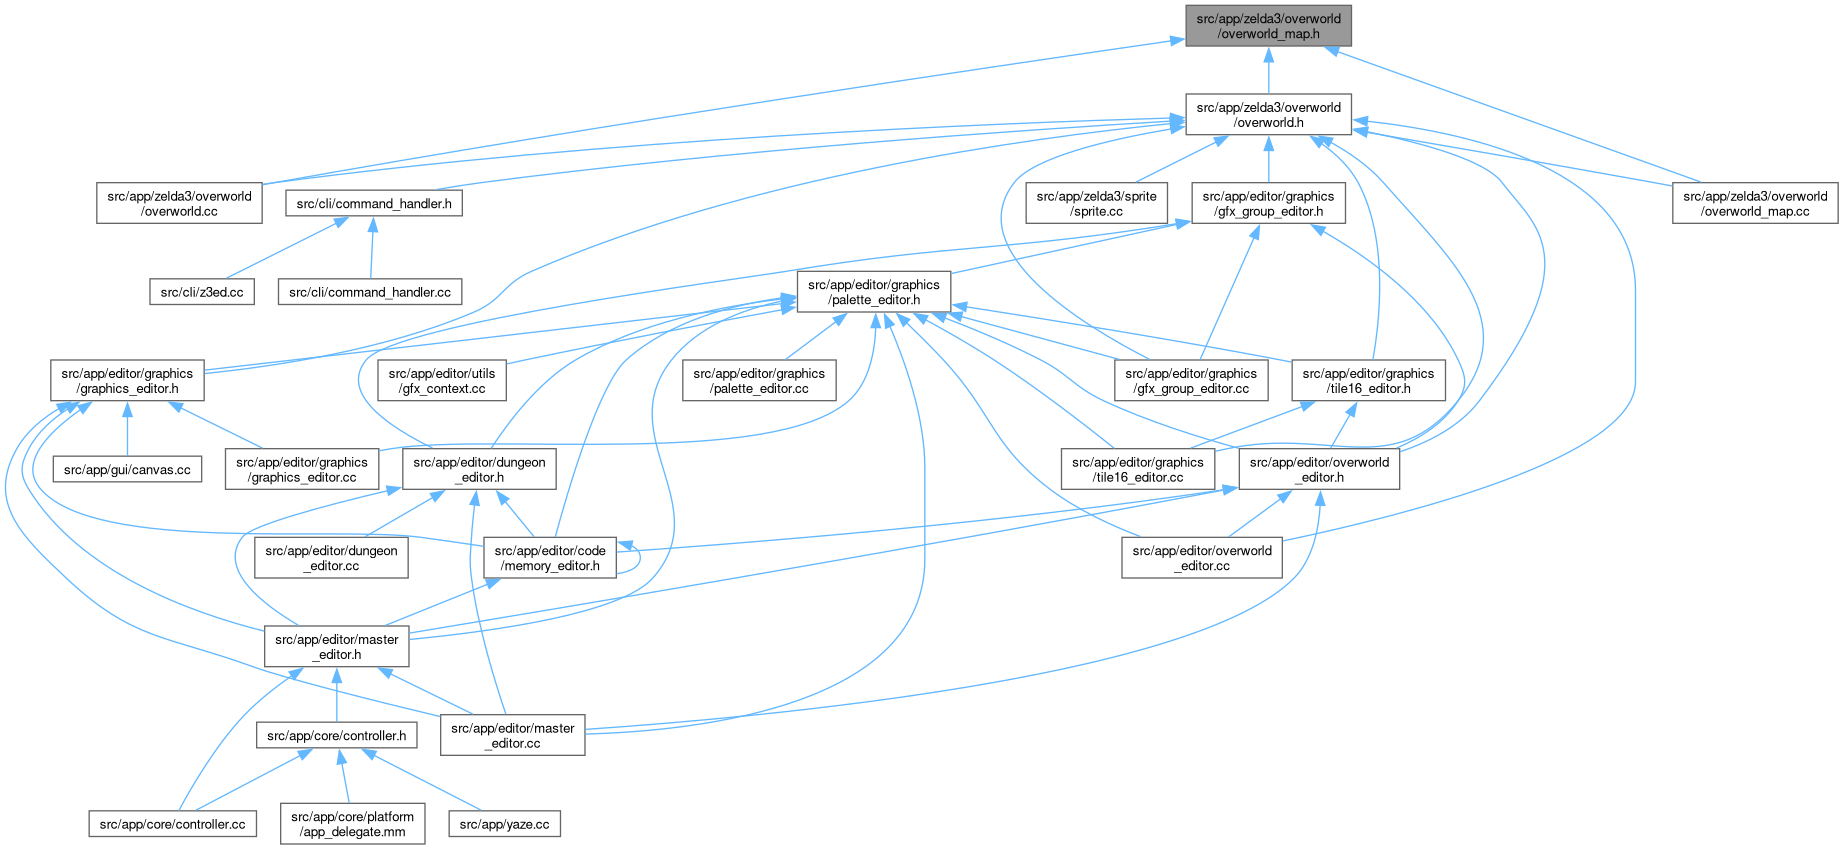 src/app/zelda3/overworld
/overworld_map.h
src/app/zelda3/overworld
/overworld.h
src/app/zelda3/overworld
/overworld.cc
src/cli/command_handler.h
src/app/zelda3/sprite
/sprite.cc
src/app/editor/graphics
/gfx_group_editor.h
src/app/zelda3/overworld
/overworld_map.cc
src/cli/z3ed.cc
src/cli/command_handler.cc
src/app/editor/graphics
/palette_editor.h
src/app/editor/graphics
/graphics_editor.h
src/app/editor/utils
/gfx_context.cc
src/app/editor/graphics
/palette_editor.cc
src/app/editor/graphics
/gfx_group_editor.cc
src/app/editor/graphics
/tile16_editor.h
src/app/gui/canvas.cc
src/app/editor/graphics
/graphics_editor.cc
src/app/editor/dungeon
_editor.h
src/app/editor/graphics
/tile16_editor.cc
src/app/editor/overworld
_editor.h
src/app/editor/dungeon
_editor.cc
src/app/editor/code
/memory_editor.h
src/app/editor/overworld
_editor.cc
src/app/editor/master
_editor.h
src/app/core/controller.h
src/app/editor/master
_editor.cc
src/app/core/controller.cc
src/app/core/platform
/app_delegate.mm
src/app/yaze.cc